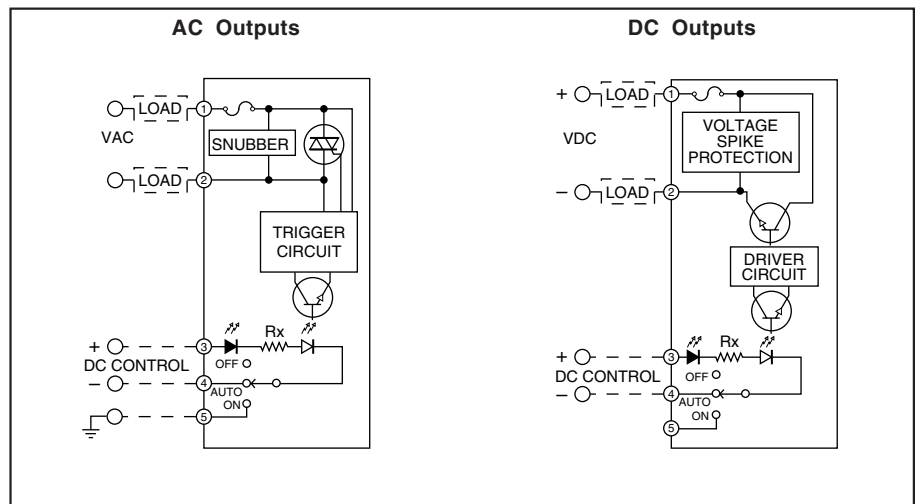 AC Outputs
LOAD
1
VAC
SNUBBER
LOAD
2
TRIGGER
CIRCUIT
+
3
Rx
OFF
DC CONTROL
–
4
AUTO
ON
5
DC Outputs
+
LOAD
1
VDC
VOLTAGE
SPIKE
PROTECTION
–
LOAD
2
DRIVER
CIRCUIT
+
3
Rx
OFF
DC CONTROL
–
4
AUTO
ON
5